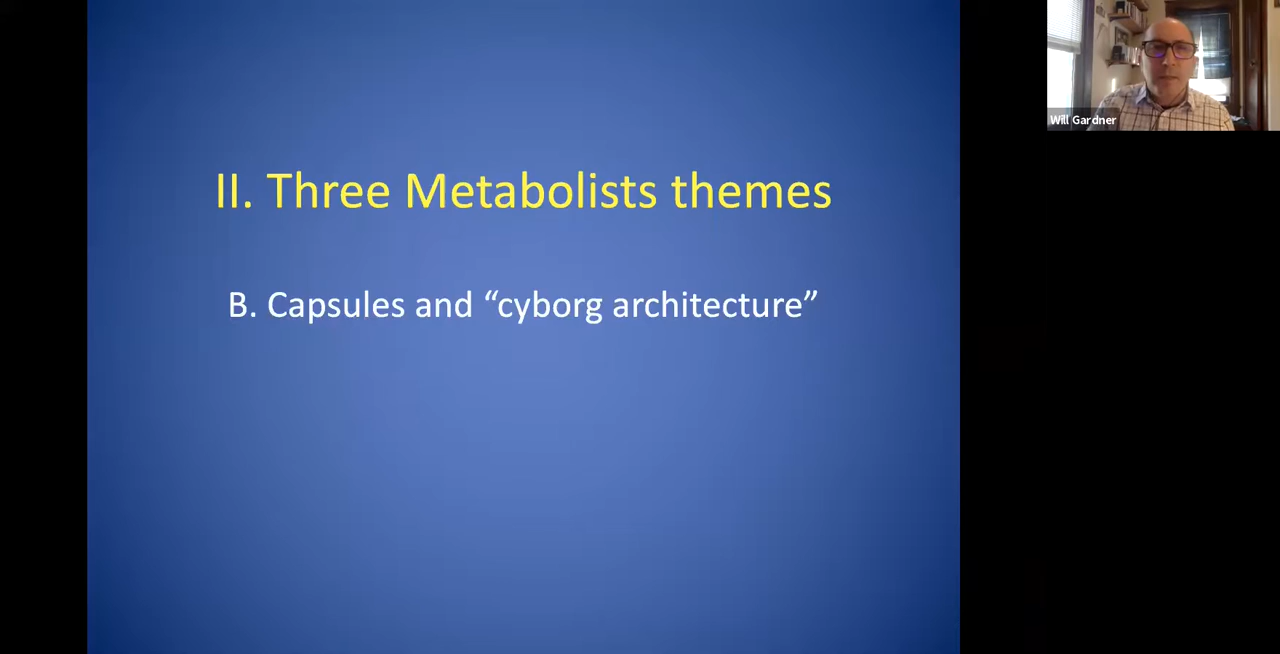 II. Three Metabolists themes
B. Capsules and “cyborg architecture”
Will Gardner